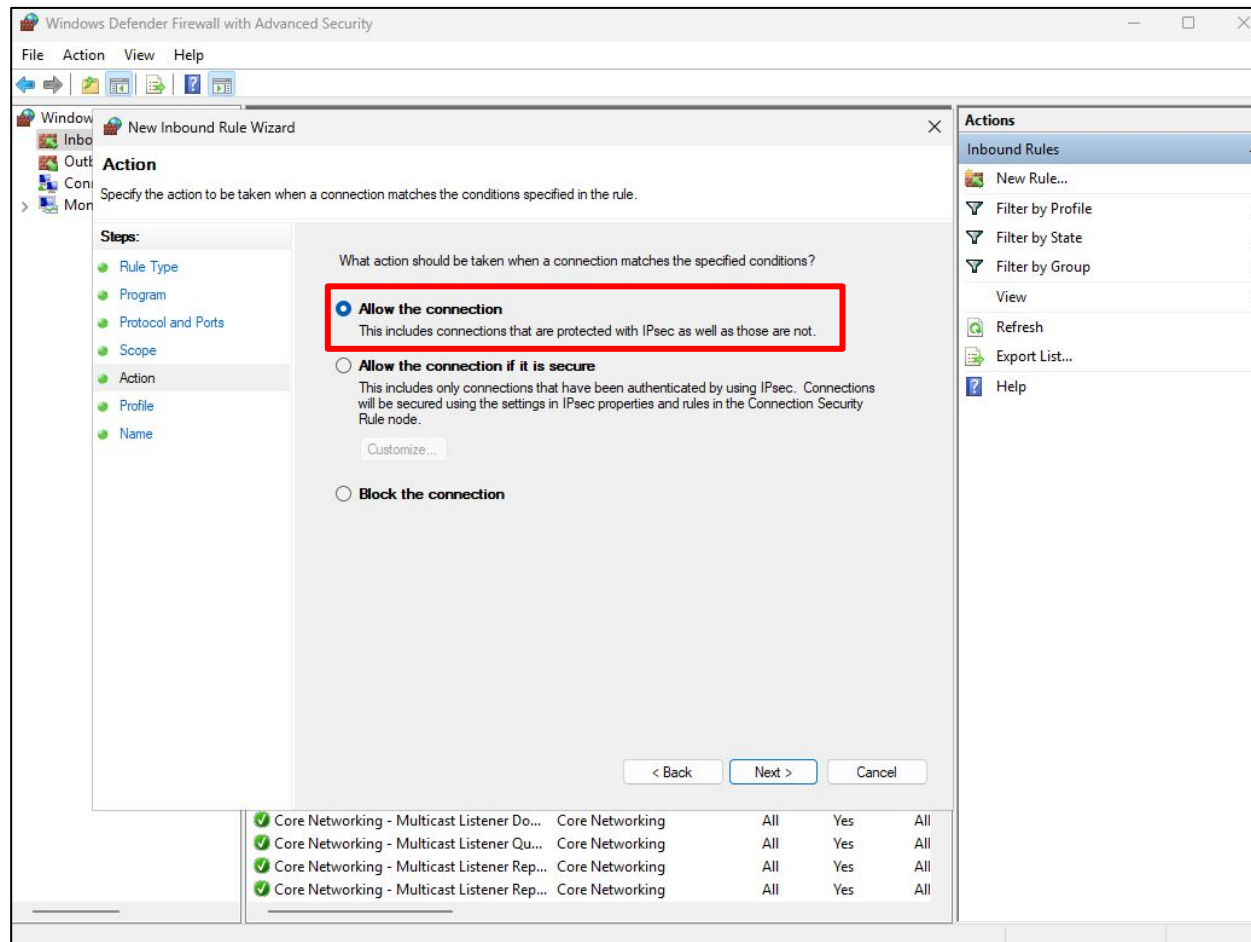 Windows Defender Firewall with Advanced Security
File Action View Help
Window
Inbo
Outb
Con
Mon
New Inbound Rule Wizard
Action
Specify the action to be taken when a connection matches the conditions specified in the rule.
Steps:
Rule Type
Program
Protocol and Ports
Scope
Action
Profile
Name
What action should be taken when a connection matches the specified conditions?
Allow the connection
This includes connections that are protected with IPsec as well as those are not.
Allow the connection if it is secure
This includes only connections that have been authenticated by using IPsec. Connections
will be secured using the settings in IPsec properties and rules in the Connection Security
Rule node.
Customize...
Block the connection
< Back Next > Cancel
Core Networking - Multicast Listener Do... Core Networking All Yes All
Core Networking - Multicast Listener Qu... Core Networking All Yes All
Core Networking - Multicast Listener Rep... Core Networking All Yes All
Core Networking - Multicast Listener Rep... Core Networking All Yes All
Actions
Inbound Rules
New Rule...
Filter by Profile
Filter by State
Filter by Group
View
Refresh
Export List...
Help